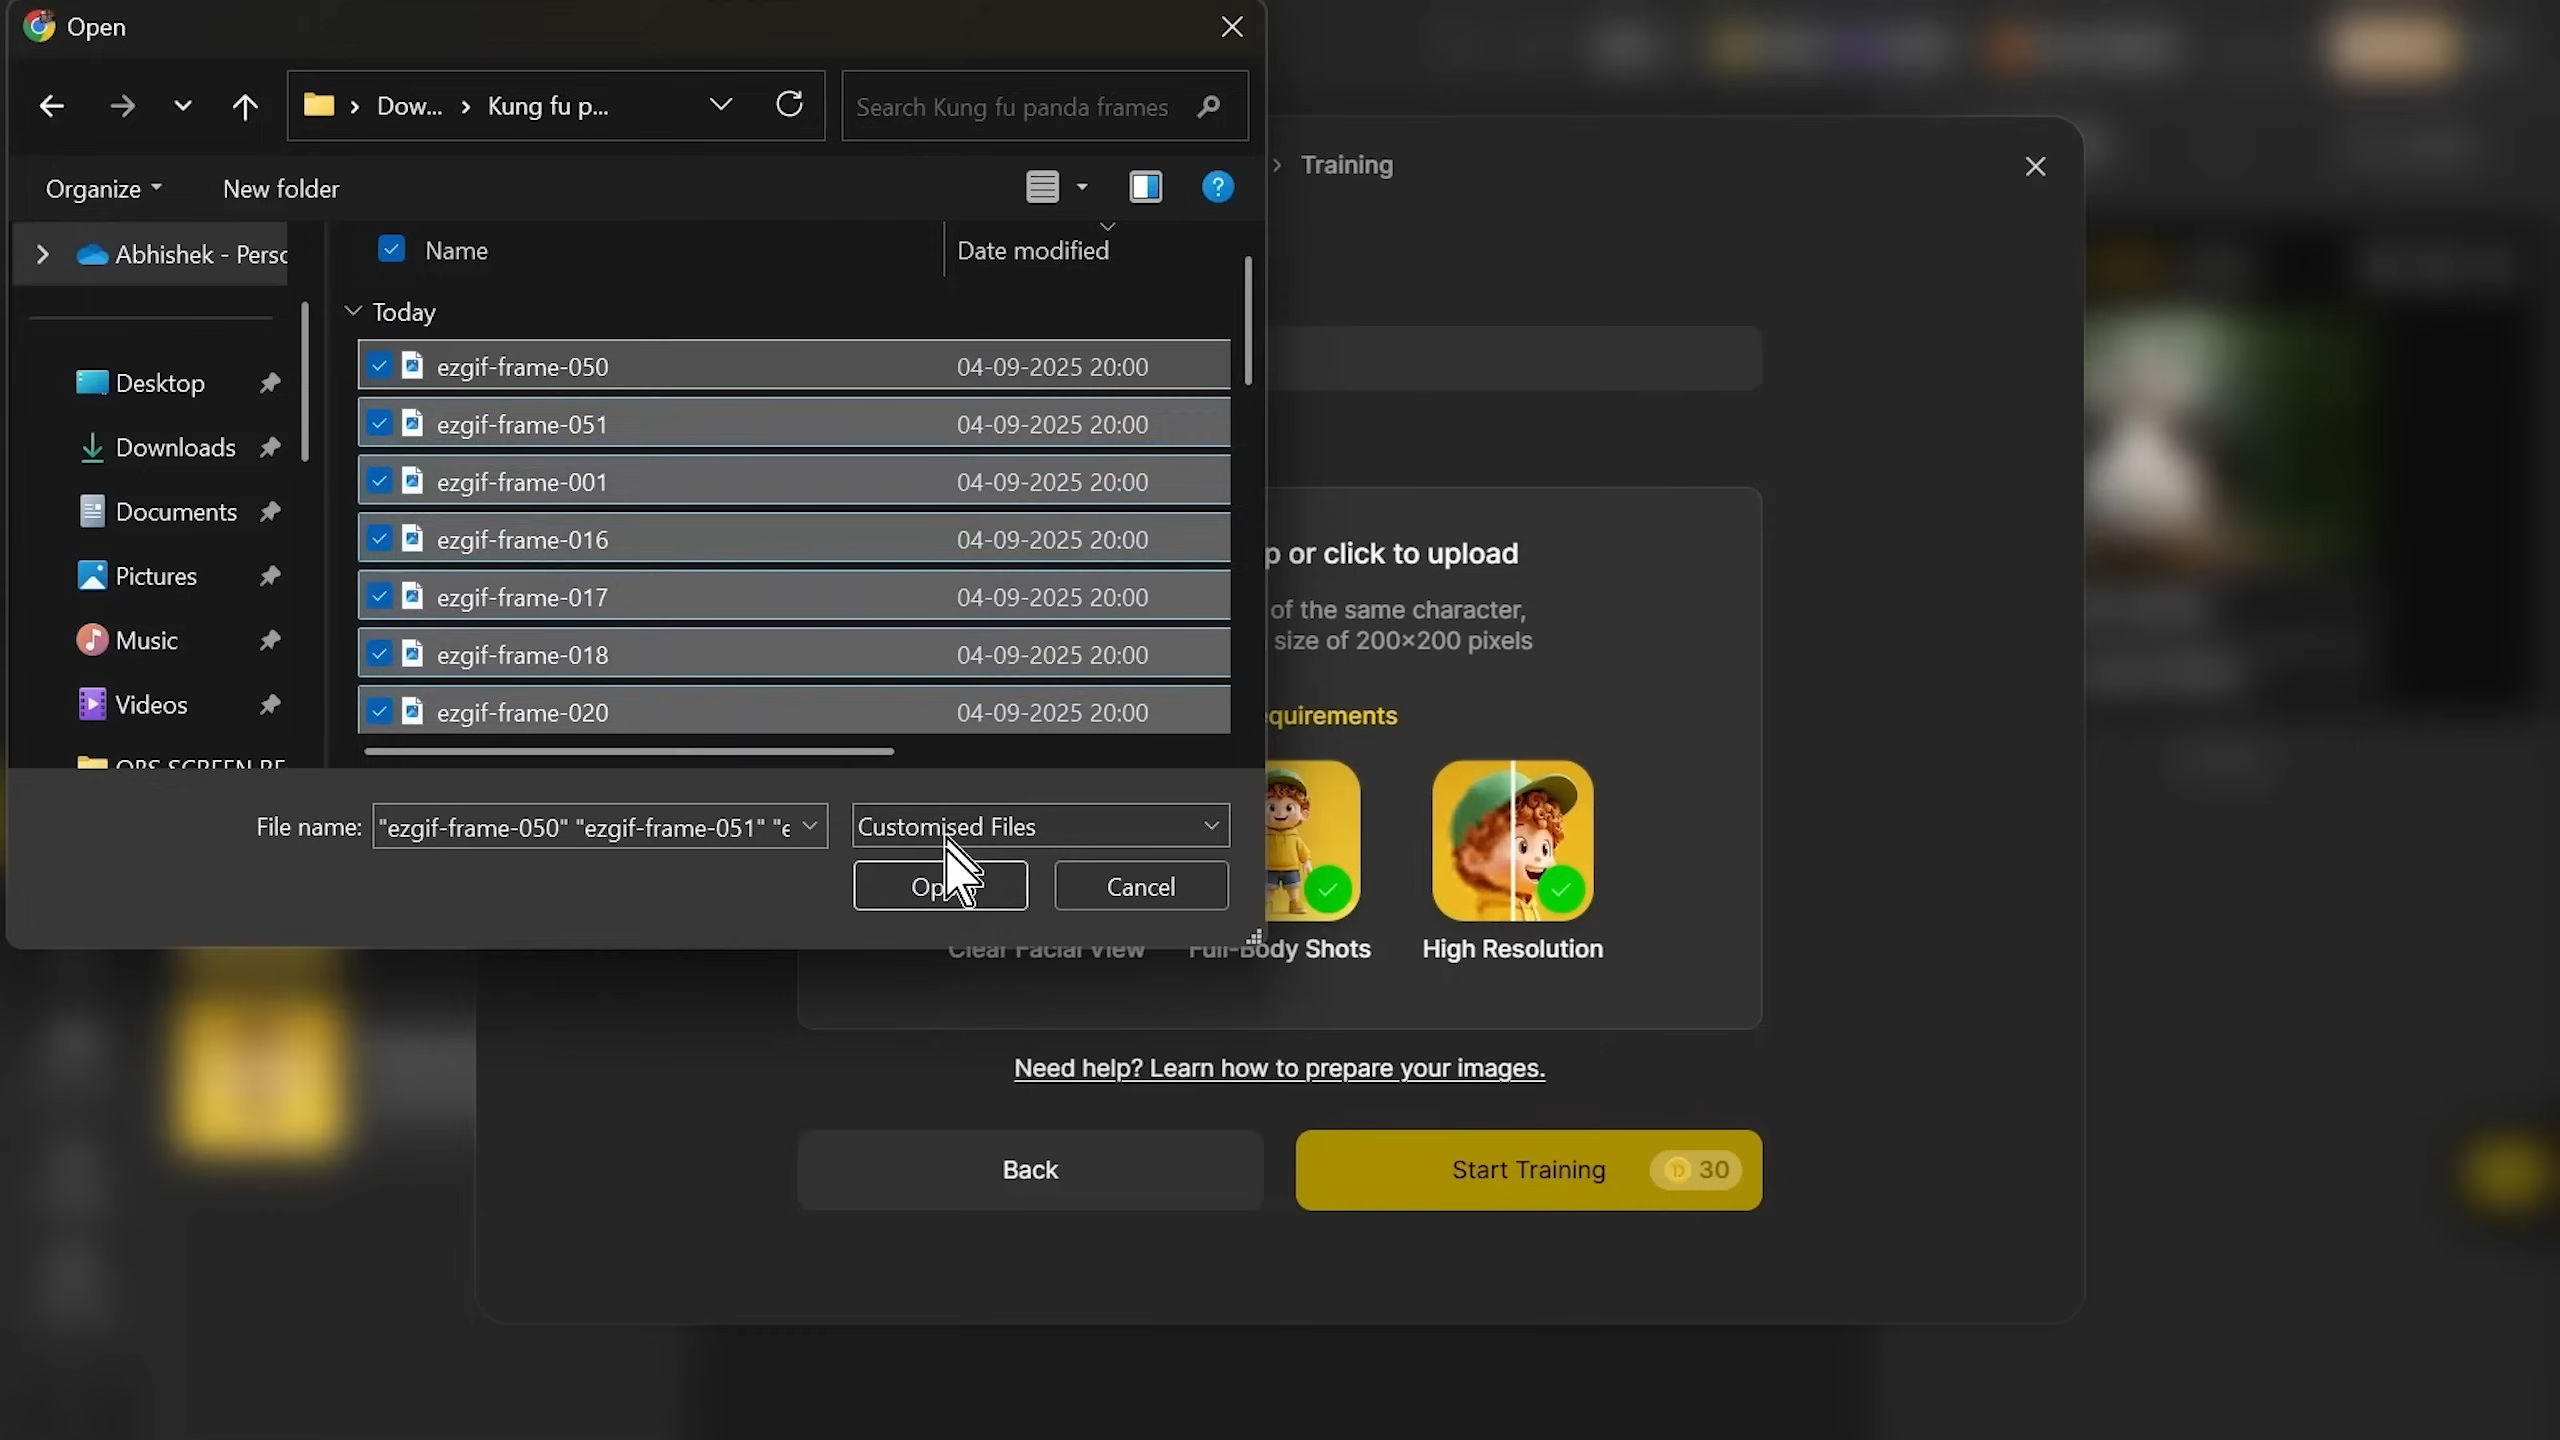 Open
Dow... › Kung fu p...
Search Kung fu panda frames
Organize
New folder
Abhishek - Perso
Desktop
Downloads
Documents
Pictures
Music
Videos
Name
Date modified
Today
ezgif-frame-050 04-09-2025 20:00
ezgif-frame-051 04-09-2025 20:00
ezgif-frame-001 04-09-2025 20:00
ezgif-frame-016 04-09-2025 20:00
ezgif-frame-017 04-09-2025 20:00
ezgif-frame-018 04-09-2025 20:00
ezgif-frame-020 04-09-2025 20:00
File name: "ezgif-frame-050" "ezgif-frame-051" "e
Customised Files
Cancel
› Training
p or click to upload
of the same character,
size of 200×200 pixels
equirements
Clear Facial View
Full-Body Shots
High Resolution
Need help? Learn how to prepare your images.
Back
Start Training 30